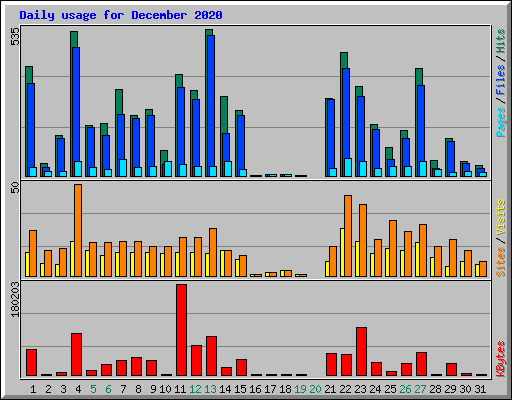 Daily usage for December 2020
535
Pages / Files / Hits
50
Sites / Visits
180203
KBytes
1 2 3 4 5 6 7 8 9 10 11 12 13 14 15 16 17 18 19 20 21 22 23 24 25 26 27 28 29 30 31